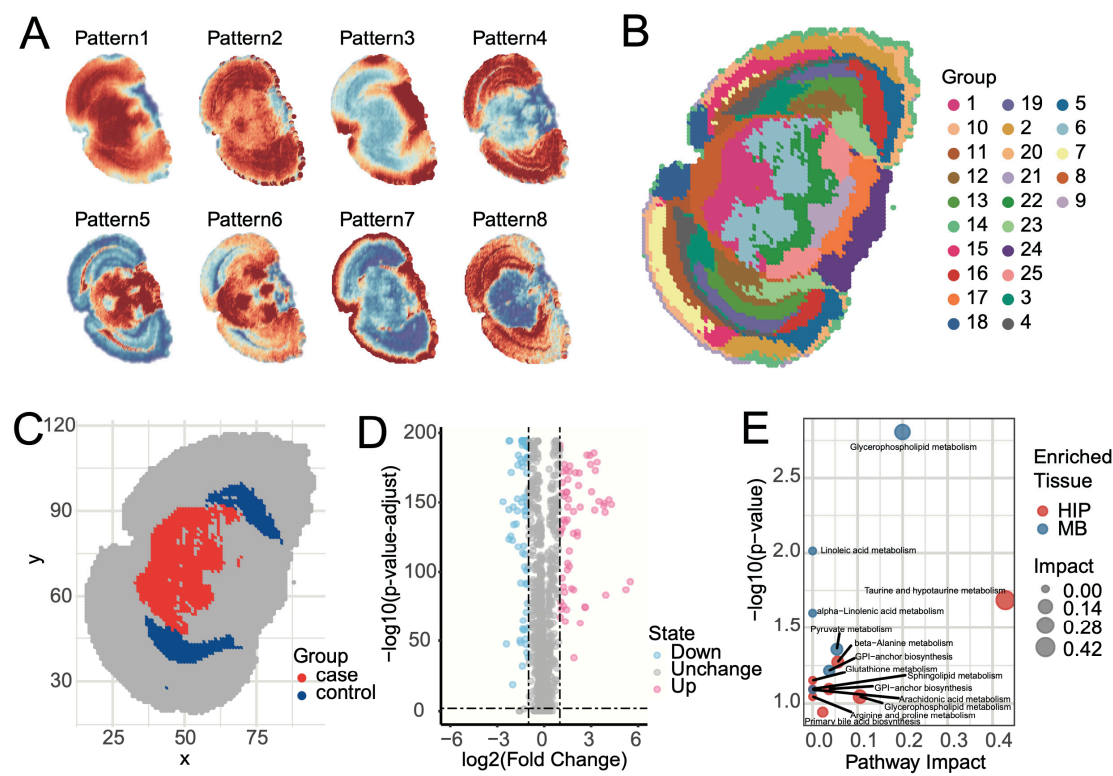 A
Pattern1 Pattern2 Pattern3 Pattern4
Pattern5 Pattern6 Pattern7 Pattern8
B
Group
1 19 5
10 2 6
11 20 7
12 21 8
13 22 9
14 23
15 24
16 25
17 3
18 4
C
120
90
60
30
y
25 50 75
x
Group
case
control
D
200
150
100
50
0
−log10(p-value-adjust)
−6 −3 0 3 6
log2(Fold Change)
State
Down
Unchange
Up
E
2.5
2.0
1.5
1.0
−log10(p-value)
Glycerophospholipid metabolism
Linoleic acid metabolism
Taurine and hypotaurine metabolism
alpha−Linolenic acid metabolism
Pyruvate metabolism
beta−Alanine metabolism
GPI−anchor biosynthesis
Glutathione metabolism
Sphingolipid metabolism
GPI−anchor biosynthesis
Arachidonic acid metabolism
Glycerophospholipid metabolism
Arginine and proline metabolism
Primary bile acid biosynthesis
0.0 0.1 0.2 0.3 0.4
Pathway Impact
Enriched
Tissue
HIP
MB
Impact
0.00
0.14
0.28
0.42